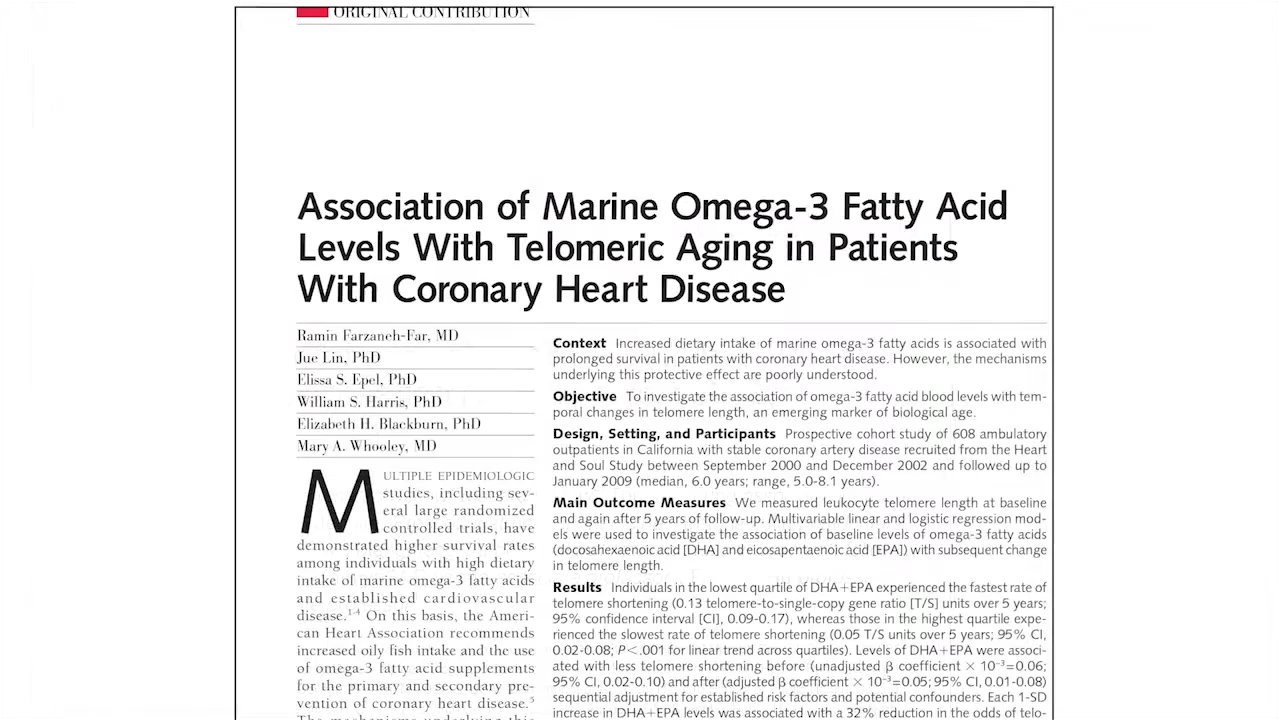 ORIGINAL CONTRIBUTION
Association of Marine Omega-3 Fatty Acid
Levels With Telomeric Aging in Patients
With Coronary Heart Disease
Ramin Farzaneh-Far, MD
Jue Lin, PhD
Elissa S. Epel, PhD
William S. Harris, PhD
Elizabeth H. Blackburn, PhD
Mary A. Whooley, MD
MULTIPLE EPIDEMIOLOGIC
studies, including sev-
eral large randomized
controlled trials, have
demonstrated higher survival rates
among individuals with high dietary
intake of marine omega-3 fatty acids
and established cardiovascular
disease.1-4 On this basis, the Ameri-
can Heart Association recommends
increased oily fish intake and the use
of omega-3 fatty acid supplements
for the primary and secondary pre-
vention of coronary heart disease.5
The mechanisms underlying this
Context Increased dietary intake of marine omega-3 fatty acids is associated with
prolonged survival in patients with coronary heart disease. However, the mechanisms
underlying this protective effect are poorly understood.
Objective To investigate the association of omega-3 fatty acid blood levels with tem-
poral changes in telomere length, an emerging marker of biological age.
Design, Setting, and Participants Prospective cohort study of 608 ambulatory
outpatients in California with stable coronary artery disease recruited from the Heart
and Soul Study between September 2000 and December 2002 and followed up to
January 2009 (median, 6.0 years; range, 5.0-8.1 years).
Main Outcome Measures We measured leukocyte telomere length at baseline
and again after 5 years of follow-up. Multivariable linear and logistic regression mod-
els were used to investigate the association of baseline levels of omega-3 fatty acids
(docosahexaenoic acid [DHA] and eicosapentaenoic acid [EPA]) with subsequent change
in telomere length.
Results Individuals in the lowest quartile of DHA+EPA experienced the fastest rate of
telomere shortening (0.13 telomere-to-single-copy gene ratio [T/S] units over 5 years;
95% confidence interval [CI], 0.09-0.17), whereas those in the highest quartile expe-
rienced the slowest rate of telomere shortening (0.05 T/S units over 5 years; 95% CI,
0.02-0.08; P<.001 for linear trend across quartiles). Levels of DHA+EPA were associ-
ated with less telomere shortening before (unadjusted β coefficient × 10⁻³=0.06;
95% CI, 0.02-0.10) and after (adjusted β coefficient × 10⁻³=0.05; 95% CI, 0.01-0.08)
sequential adjustment for established risk factors and potential confounders. Each 1-SD
increase in DHA+EPA levels was associated with a 32% reduction in the odds of telo-